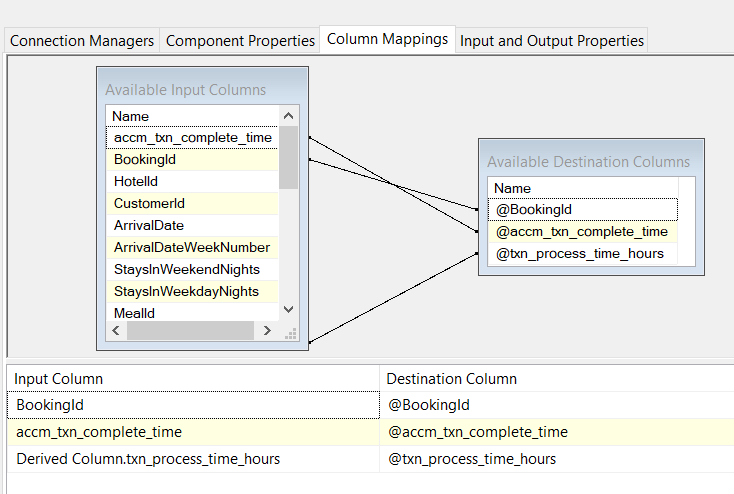 Connection Managers Component Properties Column Mappings Input and Output Properties
Available Input Columns
Name
accm_txn_complete_time
BookingId
HotelId
CustomerId
ArrivalDate
ArrivalDateWeekNumber
StaysInWeekendNights
StaysInWeekdayNights
MealId
Available Destination Columns
Name
@BookingId
@accm_txn_complete_time
@txn_process_time_hours
Input Column Destination Column
BookingId @BookingId
accm_txn_complete_time @accm_txn_complete_time
Derived Column.txn_process_time_hours @txn_process_time_hours